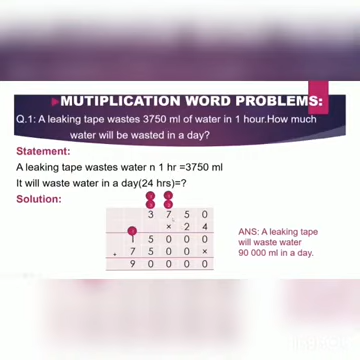 MUTIPLICATION WORD PROBLEMS:
Q.1: A leaking tape wastes 3750 ml of water in 1 hour. How much
water will be wasted in a day?
Statement:
A leaking tape wastes water n 1 hr =3750 ml
It will waste water in a day(24 hrs)=?
Solution:
3 7 5 0
× 2 4
1 5 0 0 0
+ 7 5 0 0 ×
9 0 0 0 0
ANS: A leaking tape
will waste water
90 000 ml in a day.